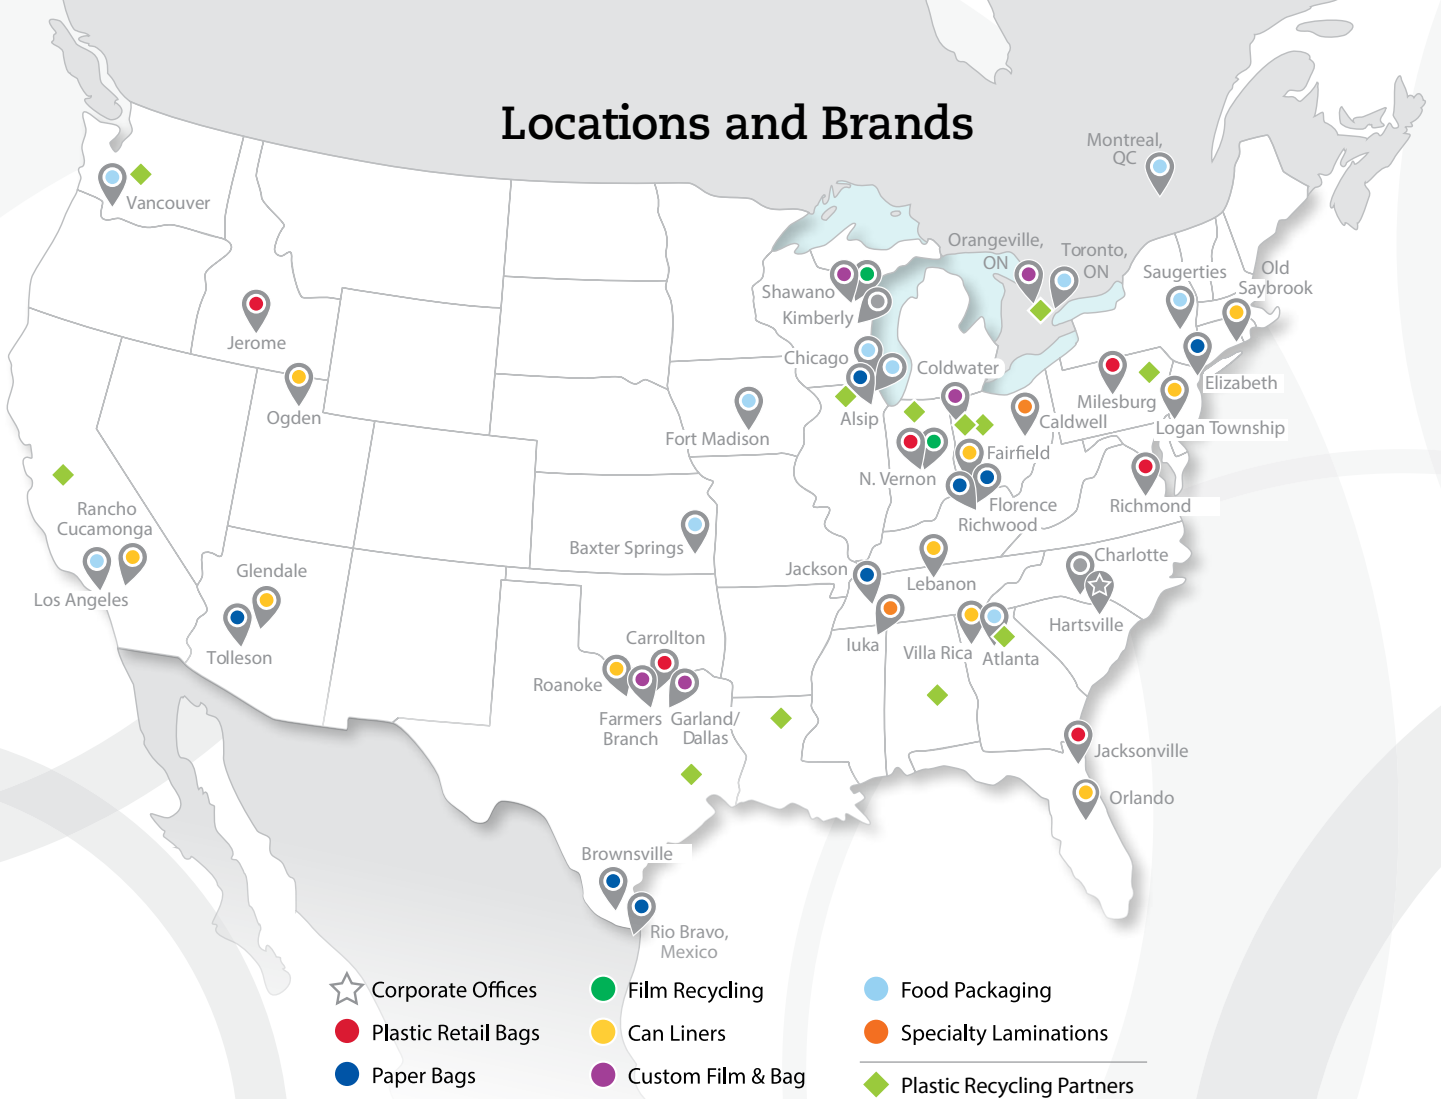 Locations and Brands
Montreal,
QC
Vancouver
Orangeville,
ON
Toronto,
ON
Saugerties
Old
Saybrook
Shawano
Kimberly
Jerome
Chicago
Coldwater
Elizabeth
Ogden
Alsip
Milesburg
Caldwell
Logan Township
Fort Madison
Fairfield
N. Vernon
Florence
Richwood
Richmond
Rancho
Cucamonga
Baxter Springs
Los Angeles
Glendale
Tolleson
Jackson
Lebanon
Charlotte
Hartsville
Iuka
Villa Rica
Atlanta
Carrollton
Roanoke
Farmers
Branch
Garland/
Dallas
Jacksonville
Orlando
Brownsville
Rio Bravo,
Mexico
Corporate Offices
Film Recycling
Food Packaging
Plastic Retail Bags
Can Liners
Specialty Laminations
Paper Bags
Custom Film & Bag
Plastic Recycling Partners